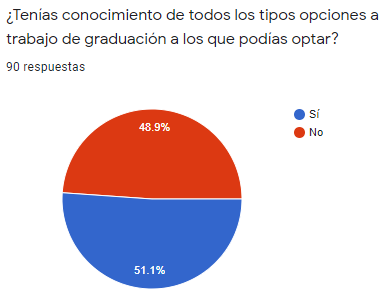 ¿Tenías conocimiento de todos los tipos opciones a
trabajo de graduación a los que podías optar?
90 respuestas
Sí
No
48.9%
51.1%